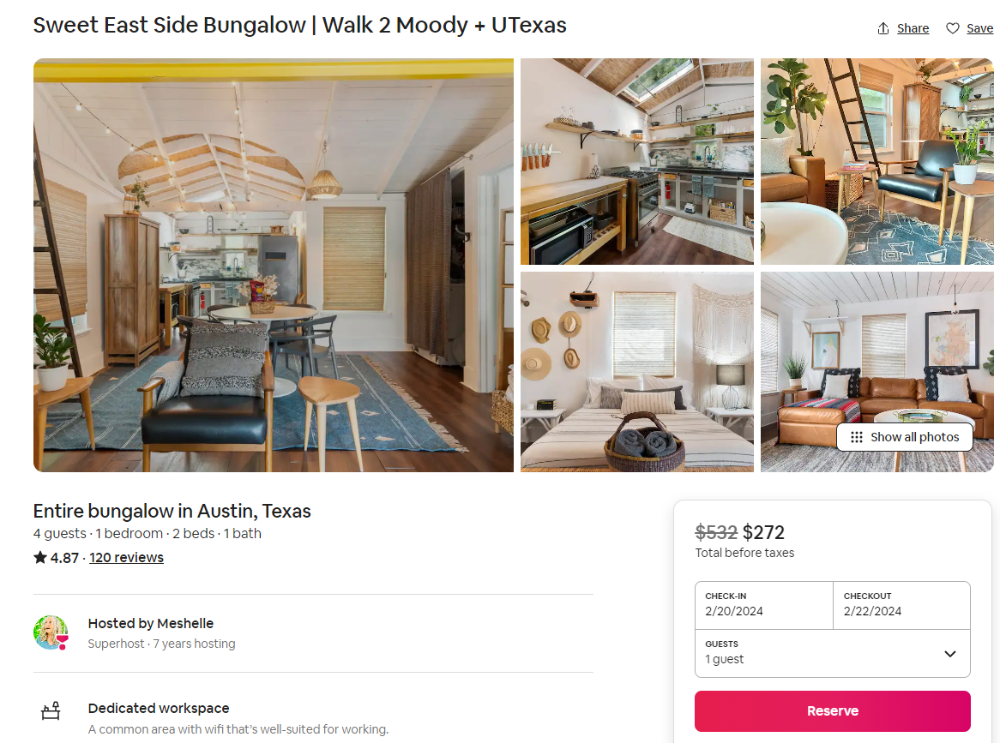 Sweet East Side Bungalow | Walk 2 Moody + UTexas
Share
Save
Show all photos
Entire bungalow in Austin, Texas
4 guests · 1 bedroom · 2 beds · 1 bath
4.87 · 120 reviews
Hosted by Meshelle
Superhost · 7 years hosting
Dedicated workspace
A common area with wifi that's well-suited for working.
$532 $272
Total before taxes
CHECK-IN
2/20/2024
CHECKOUT
2/22/2024
GUESTS
1 guest
Reserve